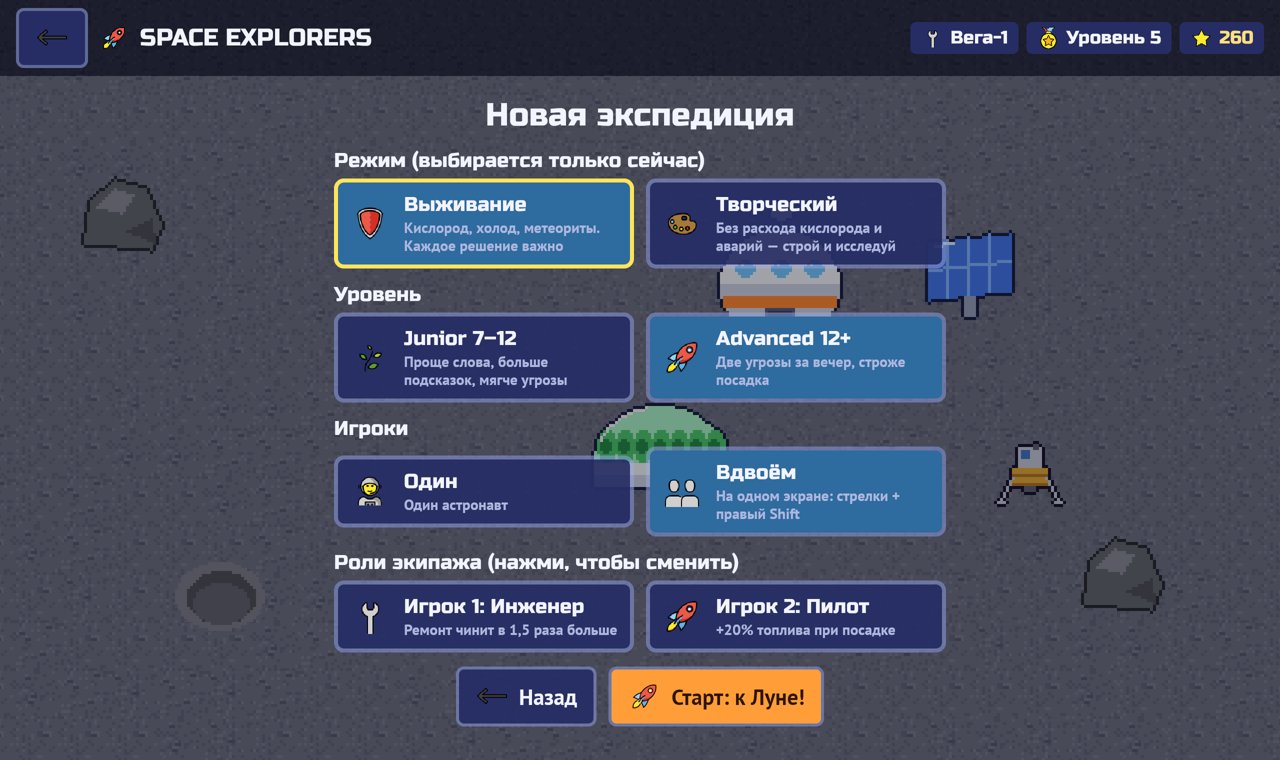 SPACE EXPLORERS
Вега-1
Уровень 5
260
Новая экспедиция
Режим (выбирается только сейчас)
Выживание
Кислород, холод, метеориты.
Каждое решение важно
Творческий
Без расхода кислорода и
аварий — строй и исследуй
Уровень
Junior 7–12
Проще слова, больше
подсказок, мягче угрозы
Advanced 12+
Две угрозы за вечер, строже
посадка
Игроки
Один
Один астронавт
Вдвоём
На одном экране: стрелки +
правый Shift
Роли экипажа (нажми, чтобы сменить)
Игрок 1: Инженер
Ремонт чинит в 1,5 раза больше
Игрок 2: Пилот
+20% топлива при посадке
Назад
Старт: к Луне!